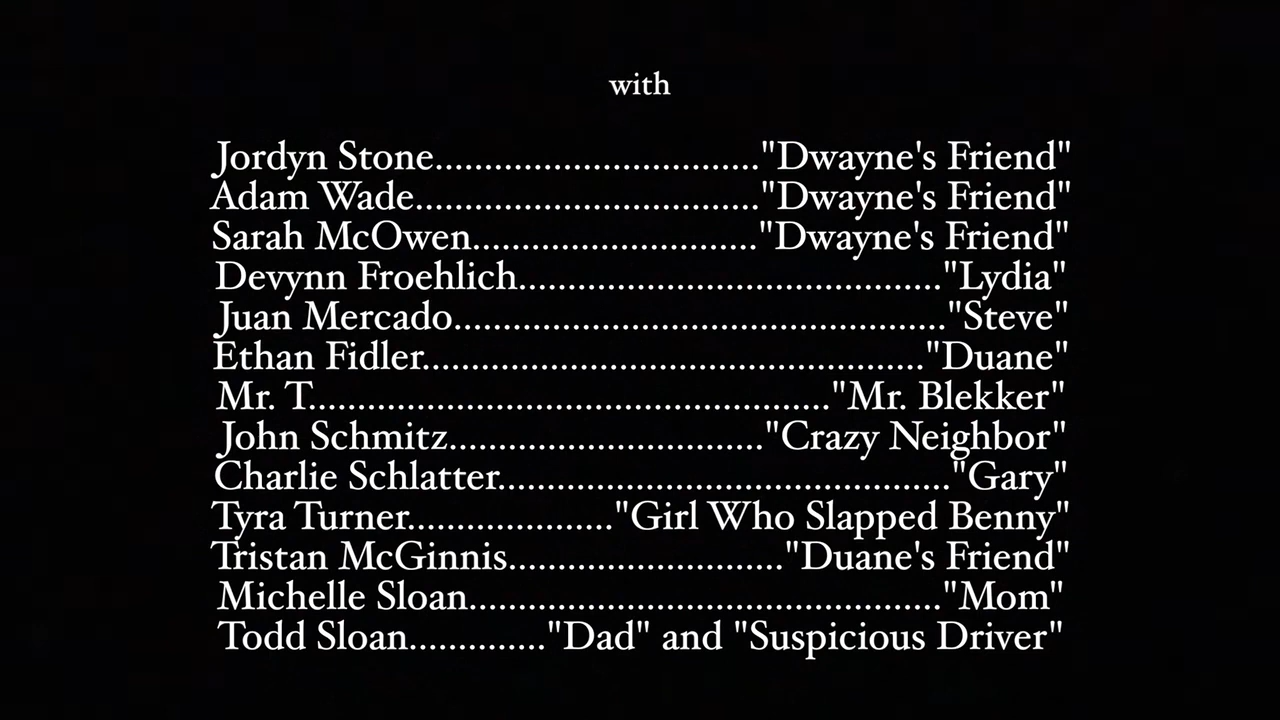 with
Jordyn Stone................................."Dwayne's Friend"
Adam Wade..................................."Dwayne's Friend"
Sarah McOwen............................."Dwayne's Friend"
Devynn Froehlich..........................................."Lydia"
Juan Mercado.................................................."Steve"
Ethan Fidler..................................................."Duane"
Mr. T....................................................."Mr. Blekker"
John Schmitz................................"Crazy Neighbor"
Charlie Schlatter.............................................."Gary"
Tyra Turner....................."Girl Who Slapped Benny"
Tristan McGinnis............................"Duane's Friend"
Michelle Sloan................................................"Mom"
Todd Sloan.............."Dad" and "Suspicious Driver"